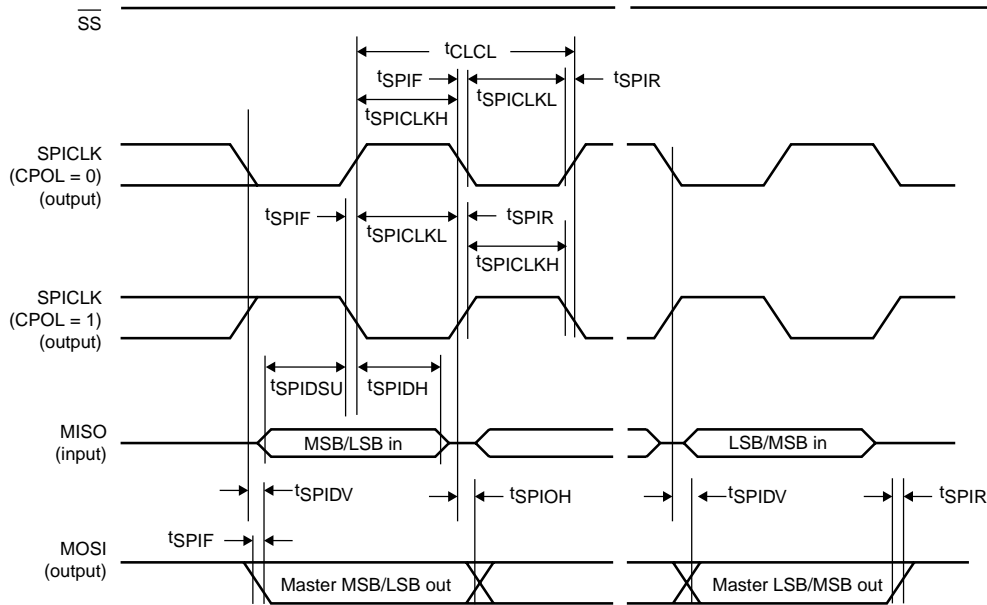 SS
tCLCL
tSPIF
tSPICLKL
tSPIR
tSPICLKH
SPICLK
(CPOL = 0)
(output)
tSPIF
tSPICLKL
tSPIR
tSPICLKH
SPICLK
(CPOL = 1)
(output)
tSPIDSU
tSPIDH
MISO
(input)
MSB/LSB in
LSB/MSB in
tSPIDV
tSPIOH
tSPIDV
tSPIR
tSPIF
MOSI
(output)
Master MSB/LSB out
Master LSB/MSB out